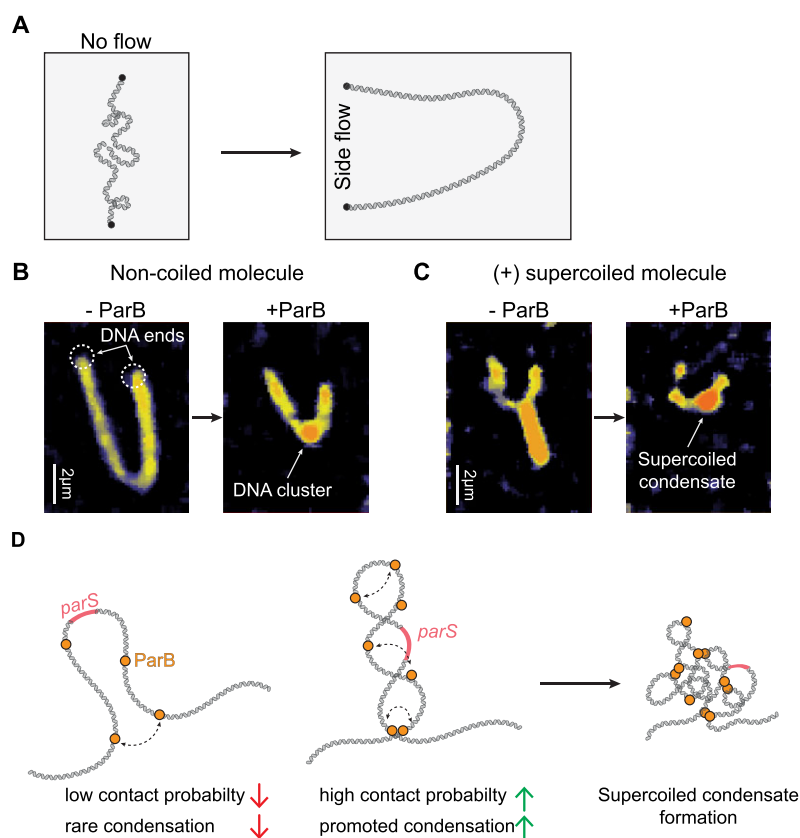 A
No flow
Side flow
B
Non-coiled molecule
- ParB
+ParB
DNA ends
2µm
DNA cluster
C
(+) supercoiled molecule
- ParB
+ParB
2µm
Supercoiled
condensate
D
parS
ParB
low contact probabilty
rare condensation
parS
high contact probabilty
promoted condensation
Supercoiled condensate
formation